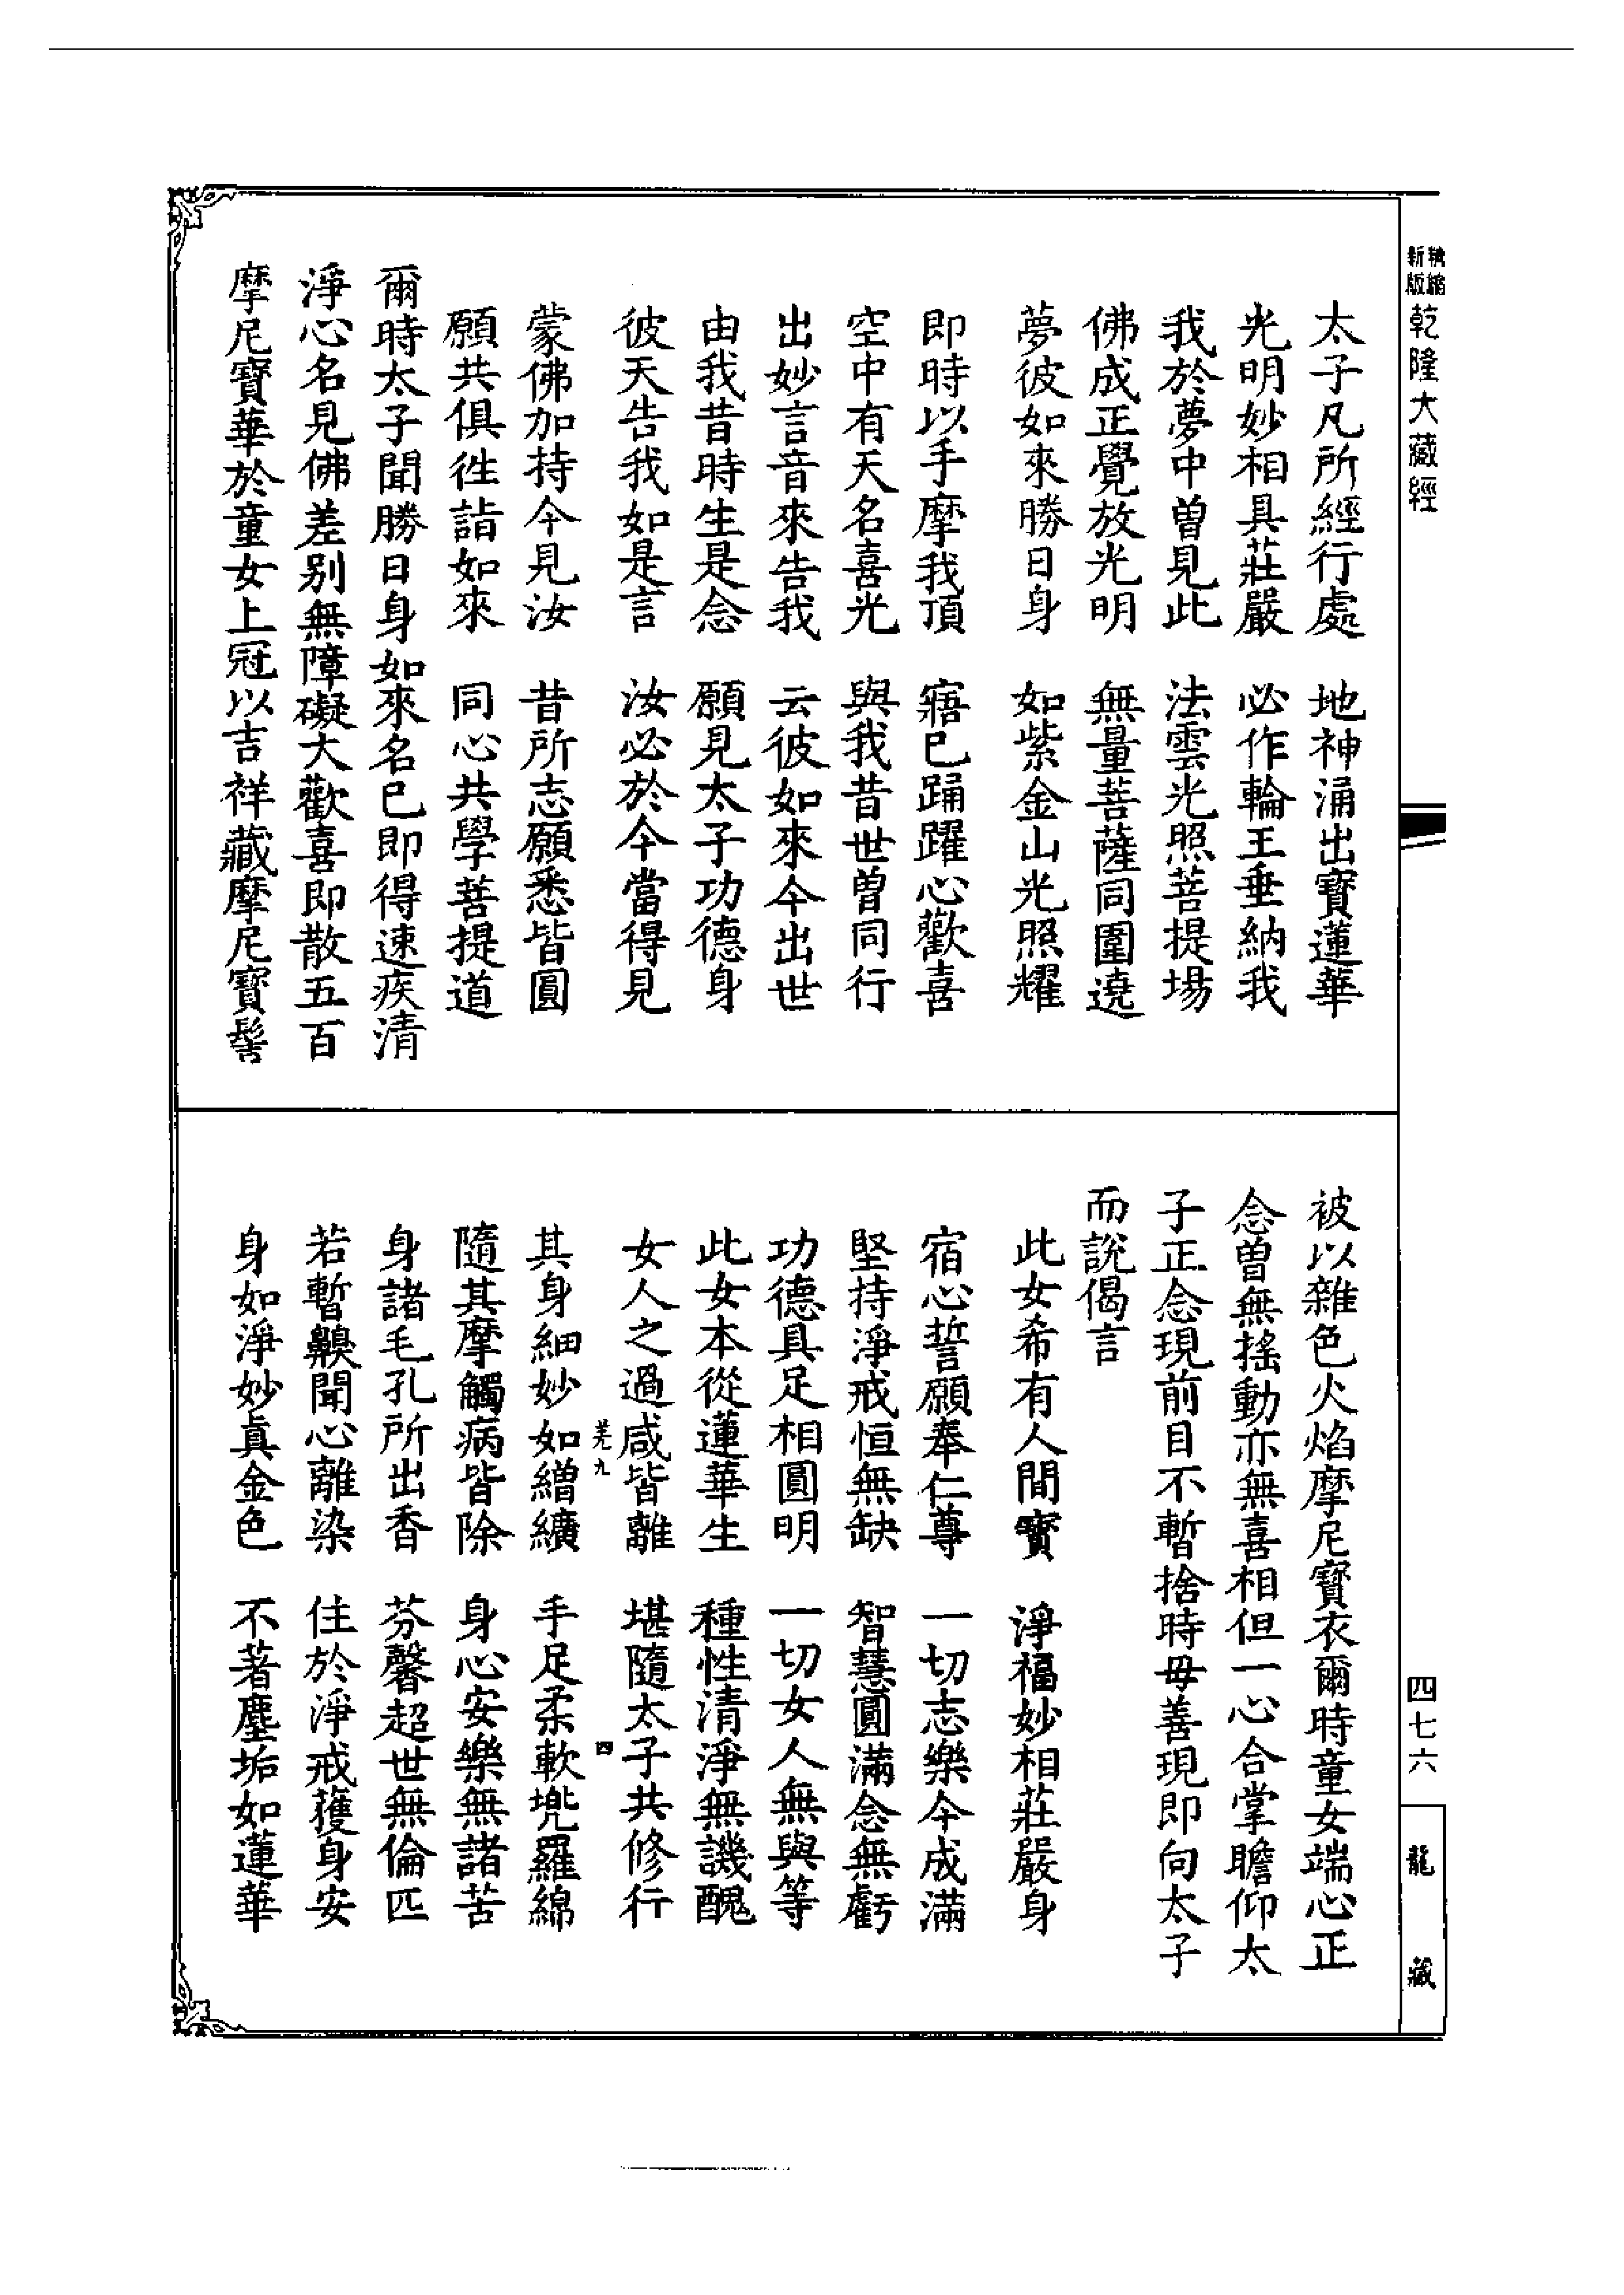 新版精縮乾隆大藏經
太子凡所經行處　地神涌出寶蓮華
光明妙相具莊嚴　必作輪王垂納我
我於夢中曾見此　法雲光照菩提場
佛成正覺放光明　無量菩薩同圍遶
夢彼如來勝日身　如紫金山光照耀
即時以手摩我頂　寤已踊躍心歡喜
空中有天名喜光　與我昔世曾同行
出妙言音來告我　云彼如來今出世
由我昔時生是念　願見太子功德身
彼天告我如是言　汝必於今當得見
蒙佛加持今見汝　昔所志願悉皆圓
願共俱徃詣如來　同心共學菩提道
爾時太子聞勝日身如來名已即得速疾清
淨心名見佛差别無障礙大歡喜即散五百
摩尼寶華於童女上冠以吉祥藏摩尼寶髻
被以雜色火焰摩尼寶衣爾時童女端心正
念曾無搖動亦無喜相但一心合掌瞻仰太
子正念現前目不暫捨時母善現即向太子
而說偈言
此女希有人間寶　淨福妙相莊嚴身
宿心誓願奉仁尊　一切志樂今成滿
堅持淨戒恒無缺　智慧圓滿念無虧
功德具足相圓明　一切女人無與等
此女本從蓮華生　種性清淨無譏醜
女人之過咸皆離　堪隨太子共修行
羌九　四
其身細妙如繒纊　手足柔軟兠羅綿
隨其摩觸病皆除　身心安樂無諸苦
身諸毛孔所出香　芬馨超世無倫匹
若暫齅聞心離染　住於淨戒蒦身安
身如淨妙真金色　不著塵垢如蓮華
四七六
龍藏